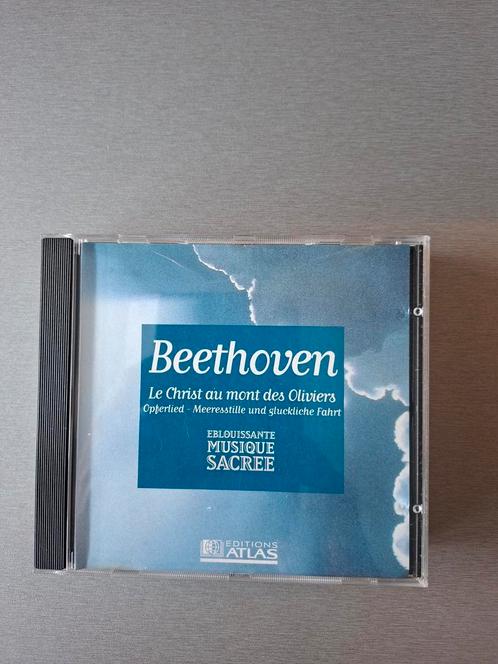 Beethoven
Le Christ au mont des Oliviers
Opferlied - Meeresstille und gluckliche Fahrt
EBLOUISSANTE
MUSIQUE
SACREE
EDITIONS
ATLAS